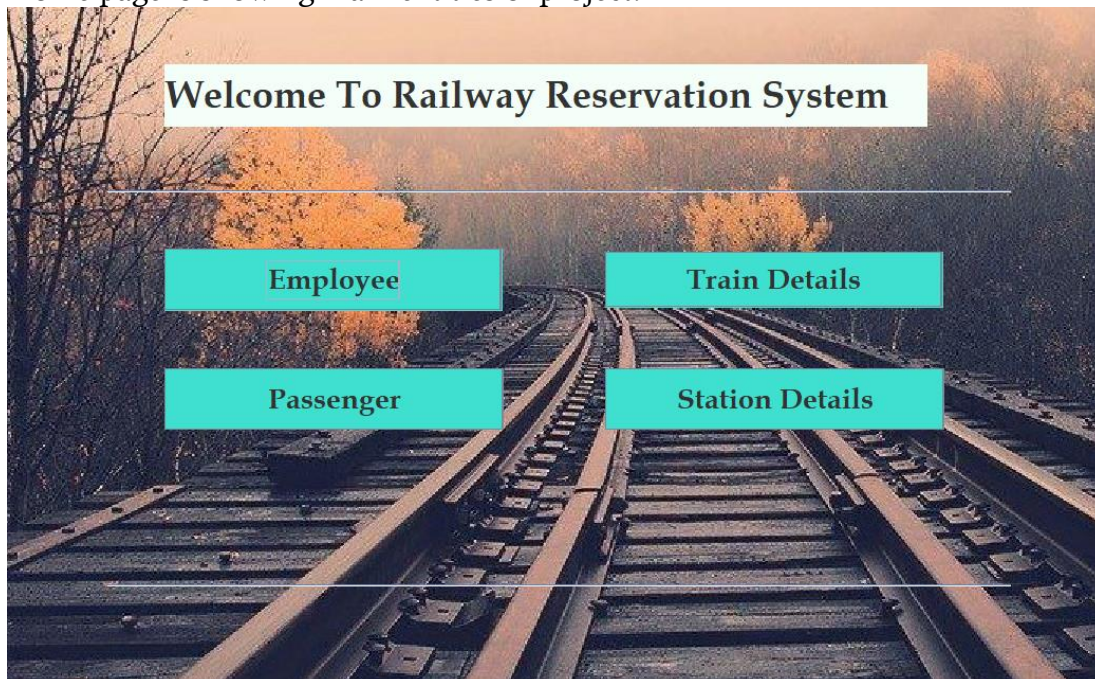 Welcome To Railway Reservation System
Employee
Train Details
Passenger
Station Details